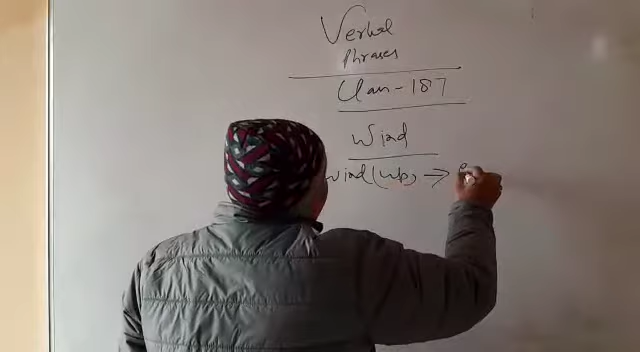 Verbal
Phrases
Class - 187
Wind
wind (up) →